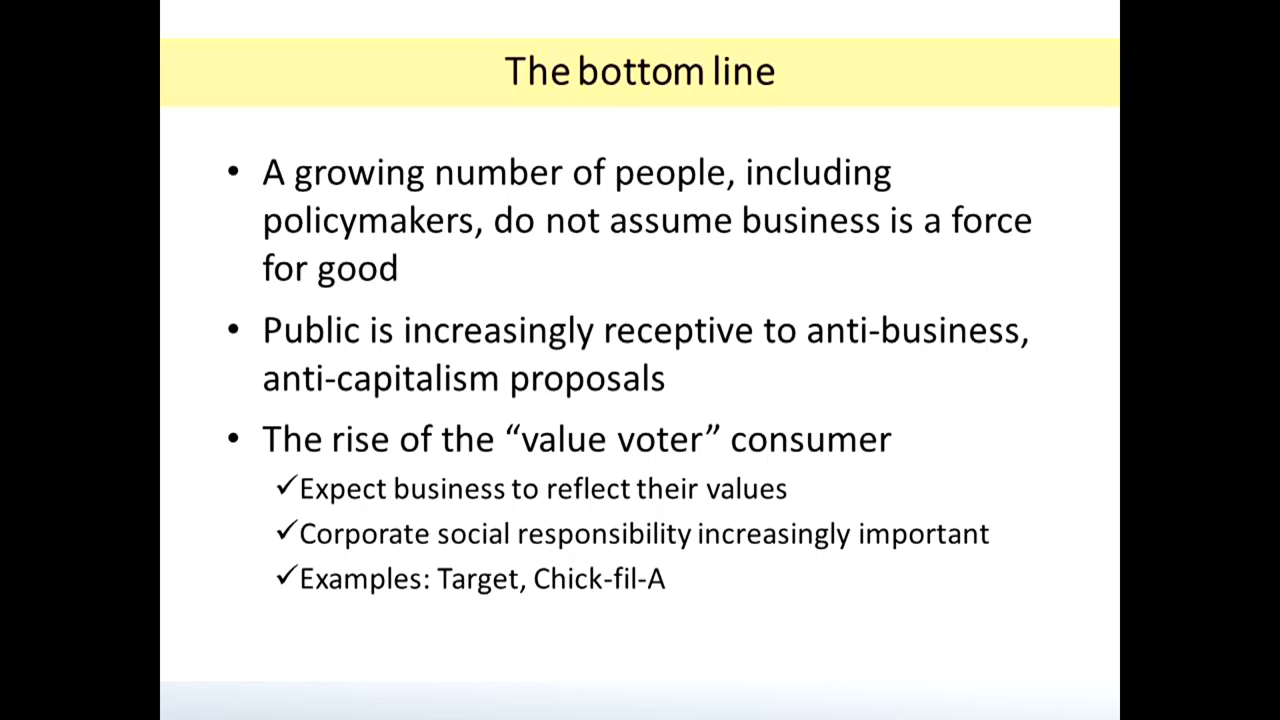 The bottom line
• A growing number of people, including
policymakers, do not assume business is a force
for good
• Public is increasingly receptive to anti-business,
anti-capitalism proposals
• The rise of the “value voter” consumer
✓Expect business to reflect their values
✓Corporate social responsibility increasingly important
✓Examples: Target, Chick-fil-A